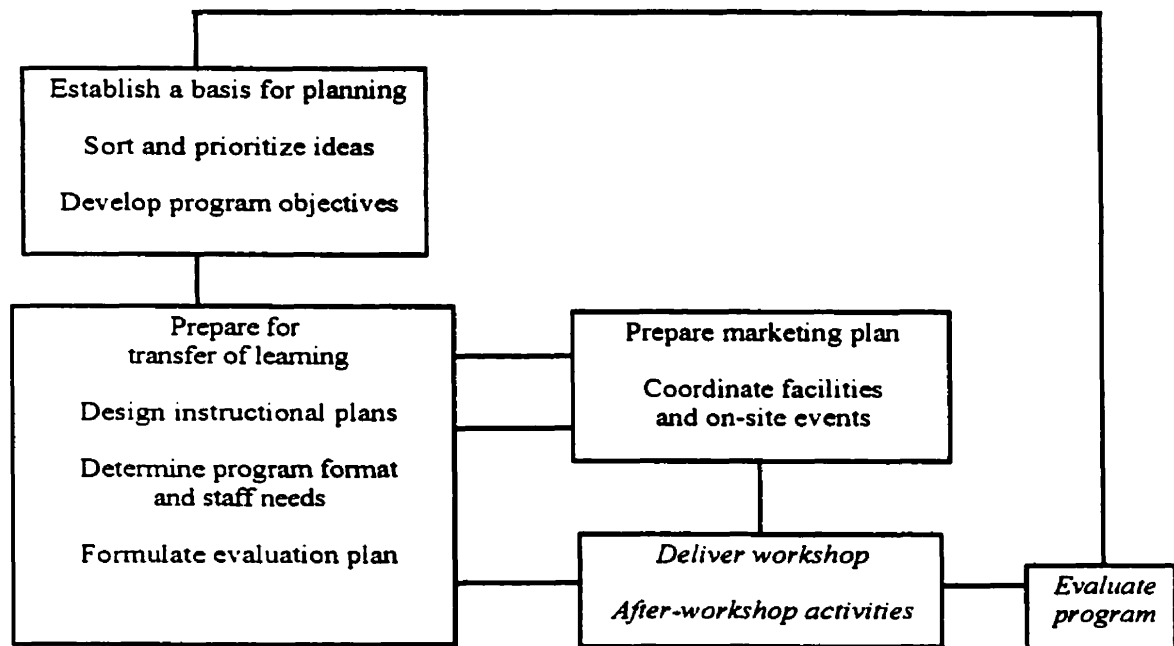 Establish a basis for planning
Sort and prioritize ideas
Develop program objectives
Prepare for
transfer of learning
Design instructional plans
Determine program format
and staff needs
Formulate evaluation plan
Prepare marketing plan
Coordinate facilities
and on-site events
Deliver workshop
After-workshop activities
Evaluate
program